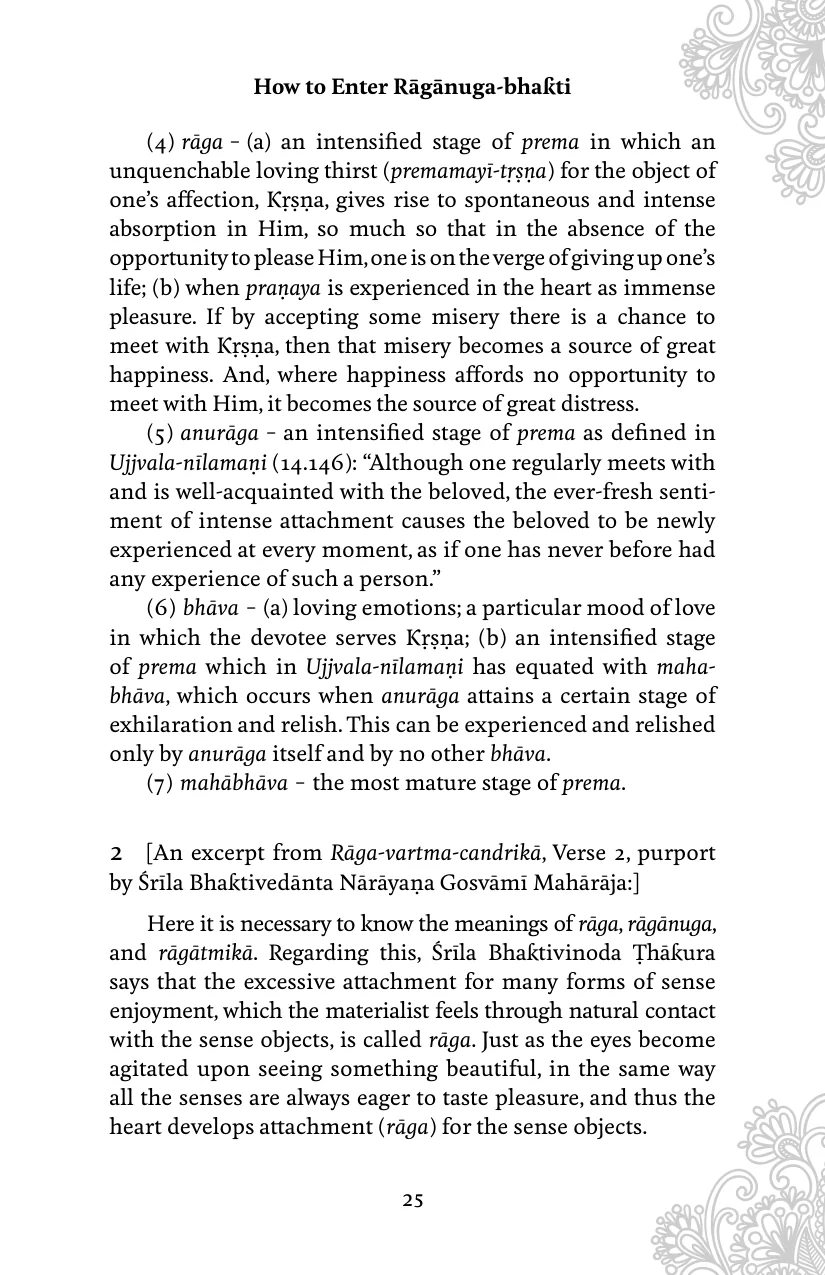 How to Enter Rāgānuga-bhakti
(4) rāga – (a) an intensified stage of prema in which an
unquenchable loving thirst (premamayī-tṛṣṇa) for the object of
one’s affection, Kṛṣṇa, gives rise to spontaneous and intense
absorption in Him, so much so that in the absence of the
opportunity to please Him, one is on the verge of giving up one’s
life; (b) when praṇaya is experienced in the heart as immense
pleasure. If by accepting some misery there is a chance to
meet with Kṛṣṇa, then that misery becomes a source of great
happiness. And, where happiness affords no opportunity to
meet with Him, it becomes the source of great distress.
(5) anurāga – an intensified stage of prema as defined in
Ujjvala-nīlamaṇi (14.146): “Although one regularly meets with
and is well-acquainted with the beloved, the ever-fresh senti-
ment of intense attachment causes the beloved to be newly
experienced at every moment, as if one has never before had
any experience of such a person.”
(6) bhāva – (a) loving emotions; a particular mood of love
in which the devotee serves Kṛṣṇa; (b) an intensified stage
of prema which in Ujjvala-nīlamaṇi has equated with maha-
bhāva, which occurs when anurāga attains a certain stage of
exhilaration and relish. This can be experienced and relished
only by anurāga itself and by no other bhāva.
(7) mahābhāva – the most mature stage of prema.
2 [An excerpt from Rāga-vartma-candrikā, Verse 2, purport
by Śrīla Bhaktivedānta Nārāyaṇa Gosvāmī Mahārāja:]
Here it is necessary to know the meanings of rāga, rāgānuga,
and rāgātmikā. Regarding this, Śrīla Bhaktivinoda Ṭhākura
says that the excessive attachment for many forms of sense
enjoyment, which the materialist feels through natural contact
with the sense objects, is called rāga. Just as the eyes become
agitated upon seeing something beautiful, in the same way
all the senses are always eager to taste pleasure, and thus the
heart develops attachment (rāga) for the sense objects.
25